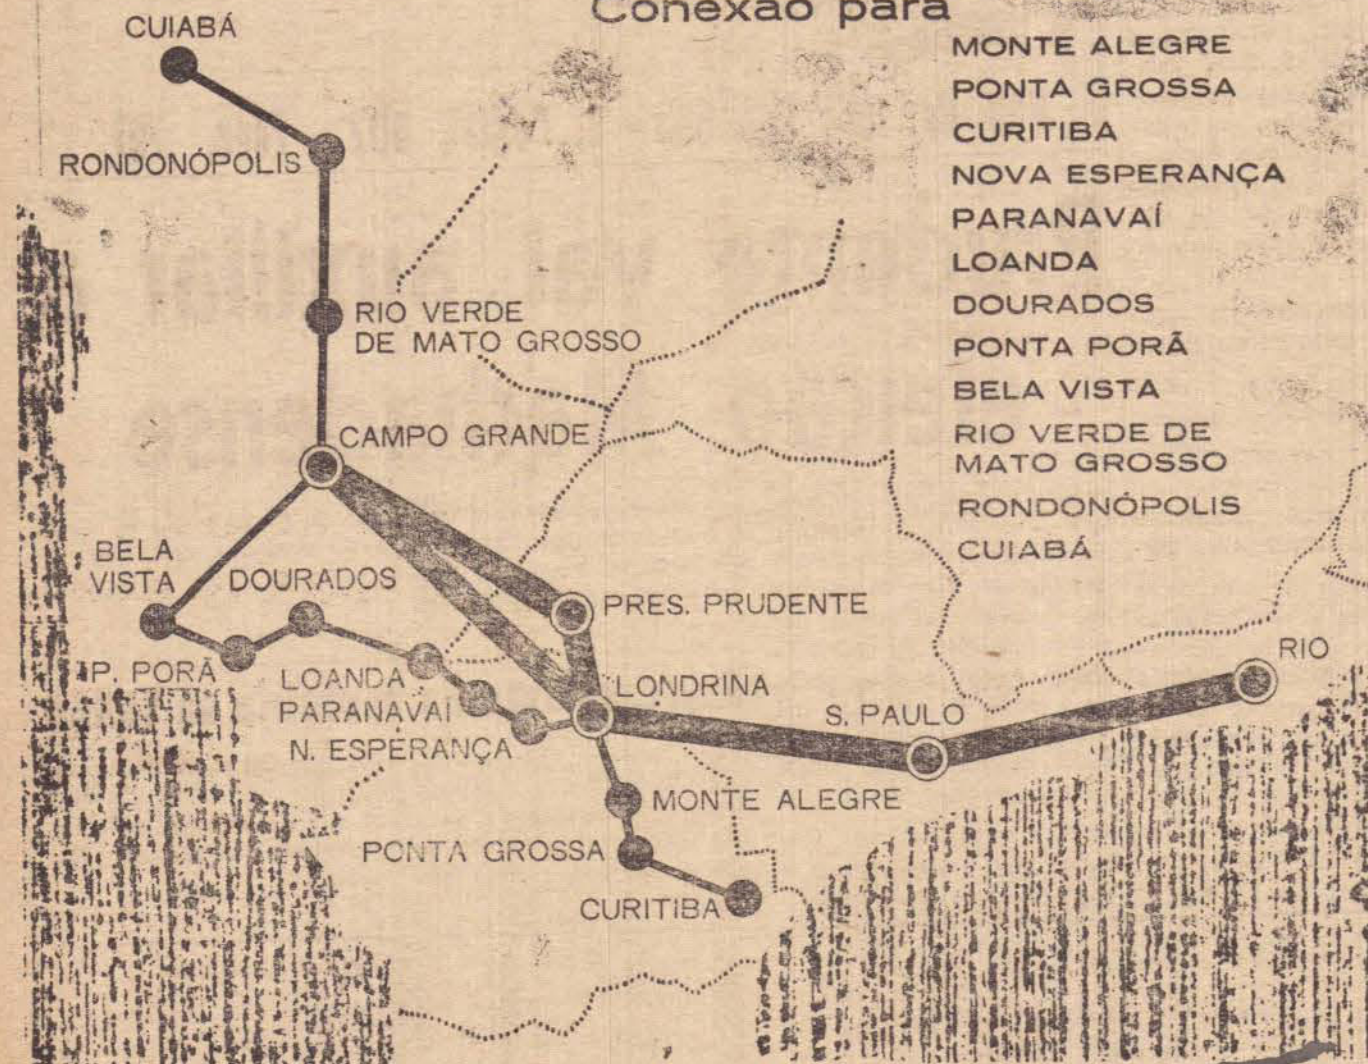 Conexão para
MONTE ALEGRE
PONTA GROSSA
CURITIBA
NOVA ESPERANÇA
PARANAVAÍ
LOANDA
DOURADOS
PONTA PORÃ
BELA VISTA
RIO VERDE DE
MATO GROSSO
RONDONÓPOLIS
CUIABÁ
CUIABÁ
RONDONÓPOLIS
RIO VERDE
DE MATO GROSSO
CAMPO GRANDE
BELA
VISTA
DOURADOS
PRES. PRUDENTE
P. PORÃ
LOANDA
PARANAVAI
N. ESPERANÇA
LONDRINA
S. PAULO
RIO
MONTE ALEGRE
PONTA GROSSA
CURITIBA